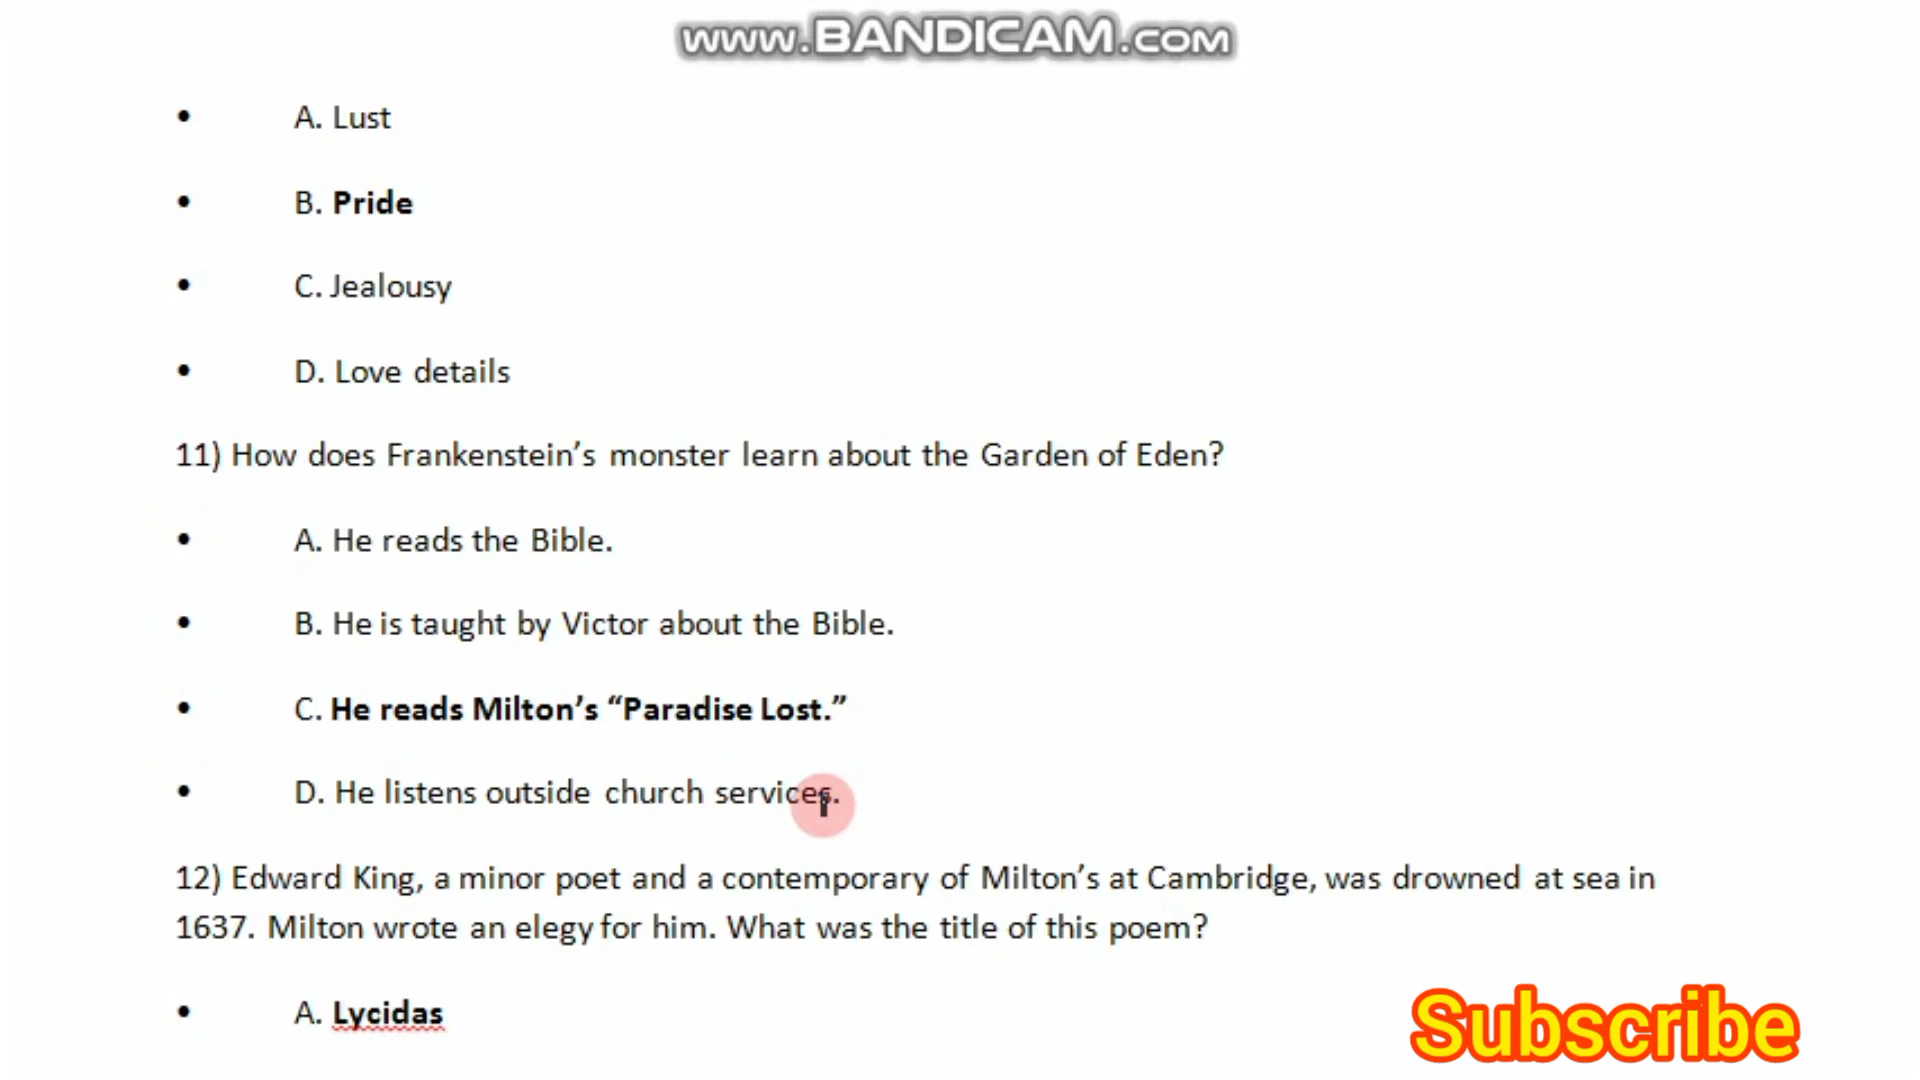 www.BANDICAM.com
• A. Lust
• B. Pride
• C. Jealousy
• D. Love details
11) How does Frankenstein’s monster learn about the Garden of Eden?
• A. He reads the Bible.
• B. He is taught by Victor about the Bible.
• C. He reads Milton’s “Paradise Lost.”
• D. He listens outside church services.
12) Edward King, a minor poet and a contemporary of Milton’s at Cambridge, was drowned at sea in
1637. Milton wrote an elegy for him. What was the title of this poem?
• A. Lycidas
Subscribe